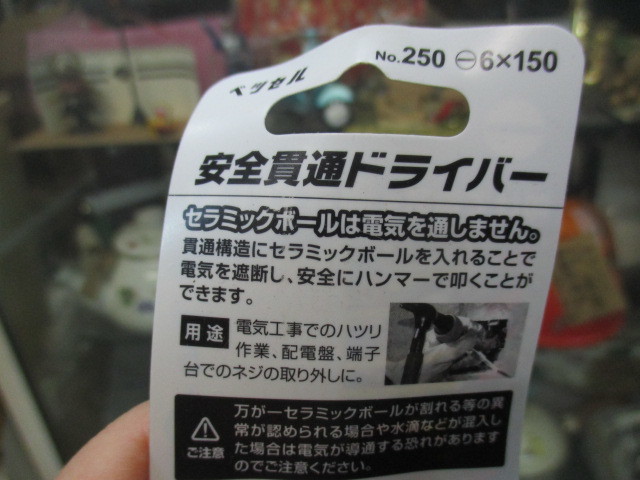 No.250 ⊖6×150
ベッセル
安全貫通ドライバー
セラミックボールは電気を通しません。
貫通構造にセラミックボールを入れることで
電気を遮断し、安全にハンマーで叩くことが
できます。
用途 電気工事でのハツリ
作業、配電盤、端子
台でのネジの取り外しに。
万が一セラミックボールが割れる等の異
常が認められる場合や水滴などが混入し
た場合は電気が導通する恐れがあります
のでご注意ください。
ご注意